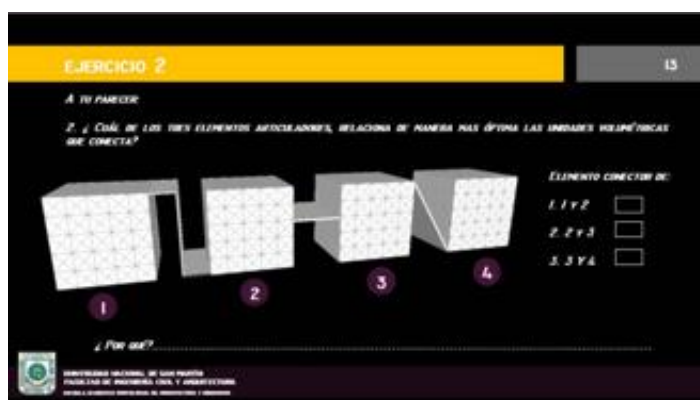 EJERCICIO 2
13
A TU PARECER
2. ¿ CUÁL DE LOS TRES ELEMENTOS ARTICULADORES, RELACIONA DE MANERA MAS ÓPTIMA LAS UNIDADES VOLUMÉTRICAS
QUE CONECTA?
ELEMENTO CONECTOR DE:
1. 1 Y 2
2. 2 Y 3
3. 3 Y 4
1
2
3
4
¿ POR QUÉ?
UNIVERSIDAD NACIONAL DE SAN MARTÍN
FACULTAD DE INGENIERÍA CIVIL Y ARQUITECTURA